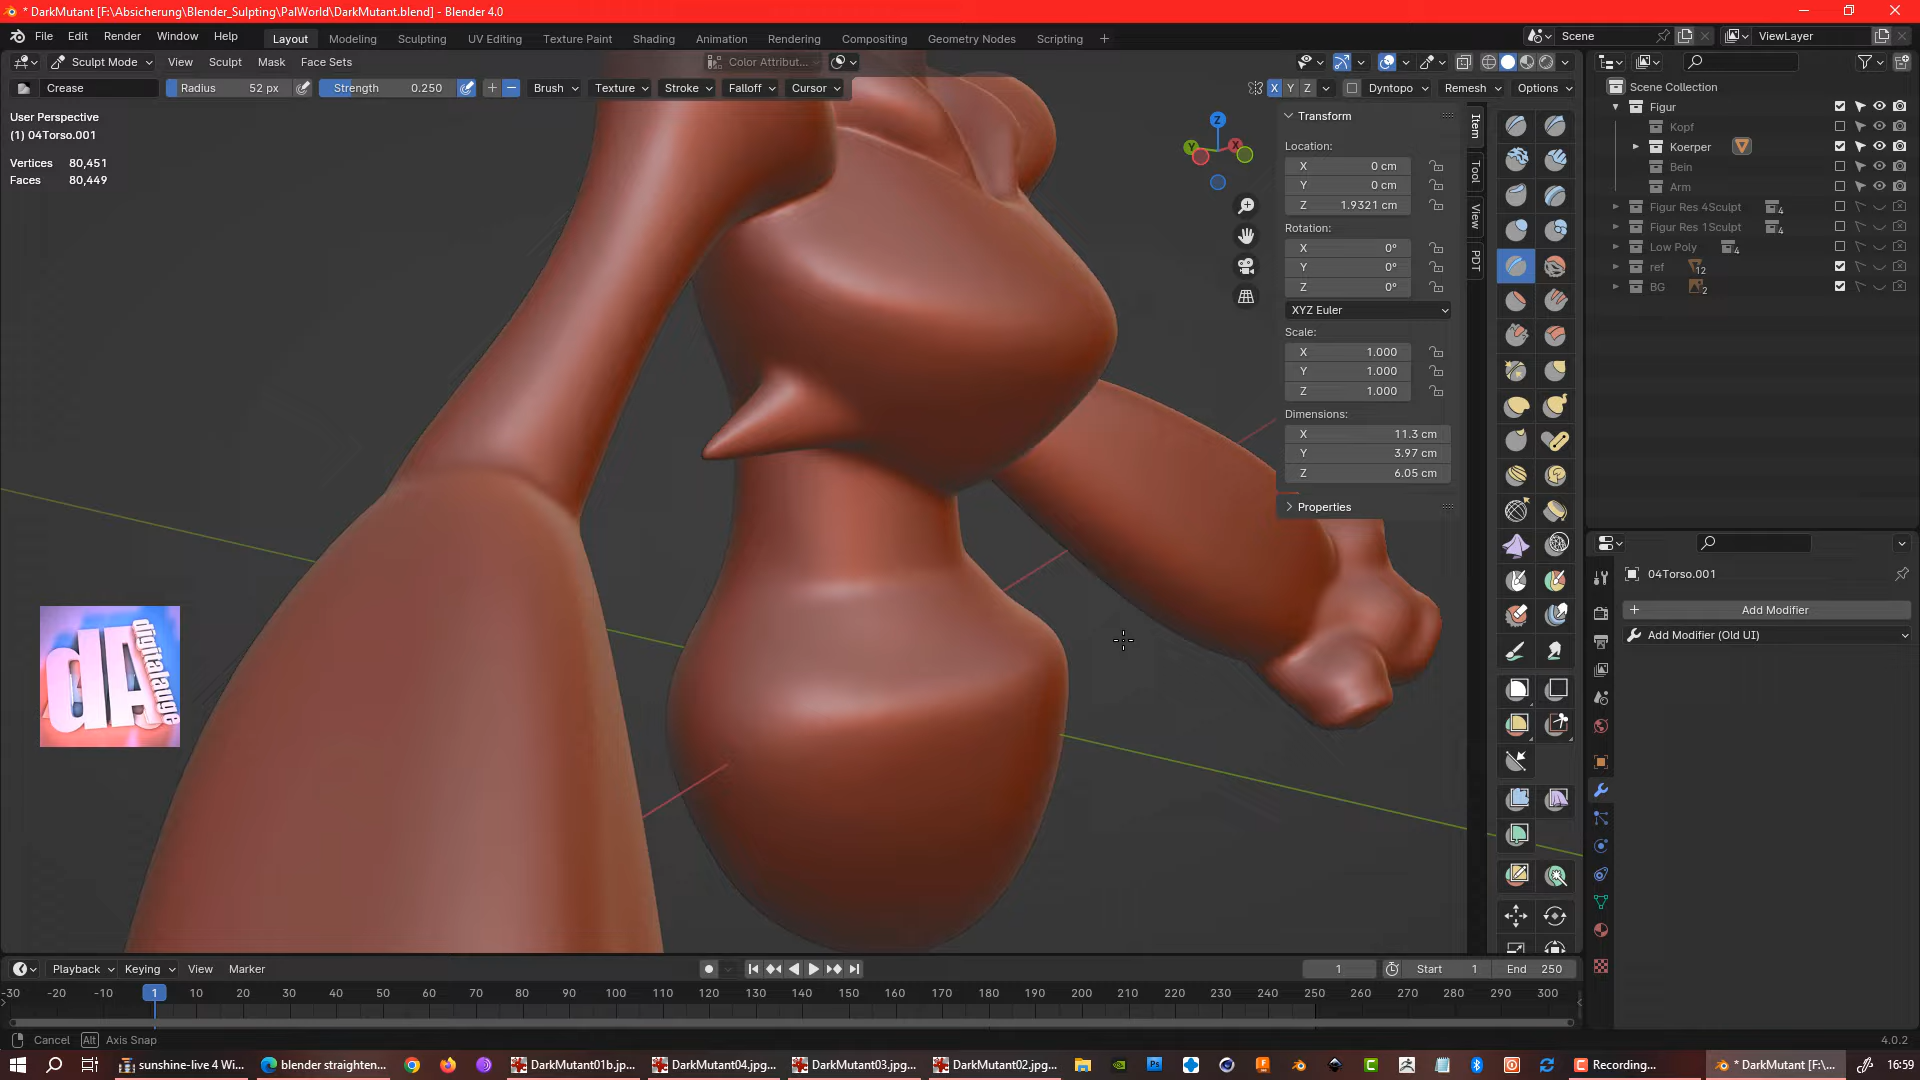 * DarkMutant [F:\Absicherung\Blender_Sulpting\PalWorld\DarkMutant.blend] - Blender 4.0
File Edit Render Window Help
Layout Modeling Sculpting UV Editing Texture Paint Shading Animation Rendering Compositing Geometry Nodes Scripting +
Scene ViewLayer
Sculpt Mode View Sculpt Mask Face Sets
Color Attribut...
Crease Radius 52 px Strength 0.250 Brush Texture Stroke Falloff Cursor
X Y Z Dyntopo Remesh Options
User Perspective
(1) 04Torso.001
Vertices 80,451
Faces 80,449
Z
Y
X
Transform
Location:
X 0 cm
Y 0 cm
Z 1.9321 cm
Rotation:
X 0°
Y 0°
Z 0°
XYZ Euler
Scale:
X 1.000
Y 1.000
Z 1.000
Dimensions:
X 11.3 cm
Y 3.97 cm
Z 6.05 cm
Properties
Item
Tool
View
PDT
Scene Collection
Figur
Kopf
Koerper
Bein
Arm
Figur Res 4Sculpt 4
Figur Res 1Sculpt 4
Low Poly 4
ref 12
BG 2
04Torso.001
Add Modifier
Add Modifier (Old UI)
dA
digitalauge
Playback Keying View Marker
1 Start 1 End 250
-30 -20 -10 1 10 20 30 40 50 60 70 80 90 100 110 120 130 140 150 160 170 180 190 200 210 220 230 240 250 260 270 280 290 300
Cancel Alt Axis Snap
4.0.2
sunshine-live 4 Wi...
blender straighten...
DarkMutant01b.jp...
DarkMutant04.jpg...
DarkMutant03.jpg...
DarkMutant02.jpg...
Recording...
* DarkMutant [F:\...
16:59